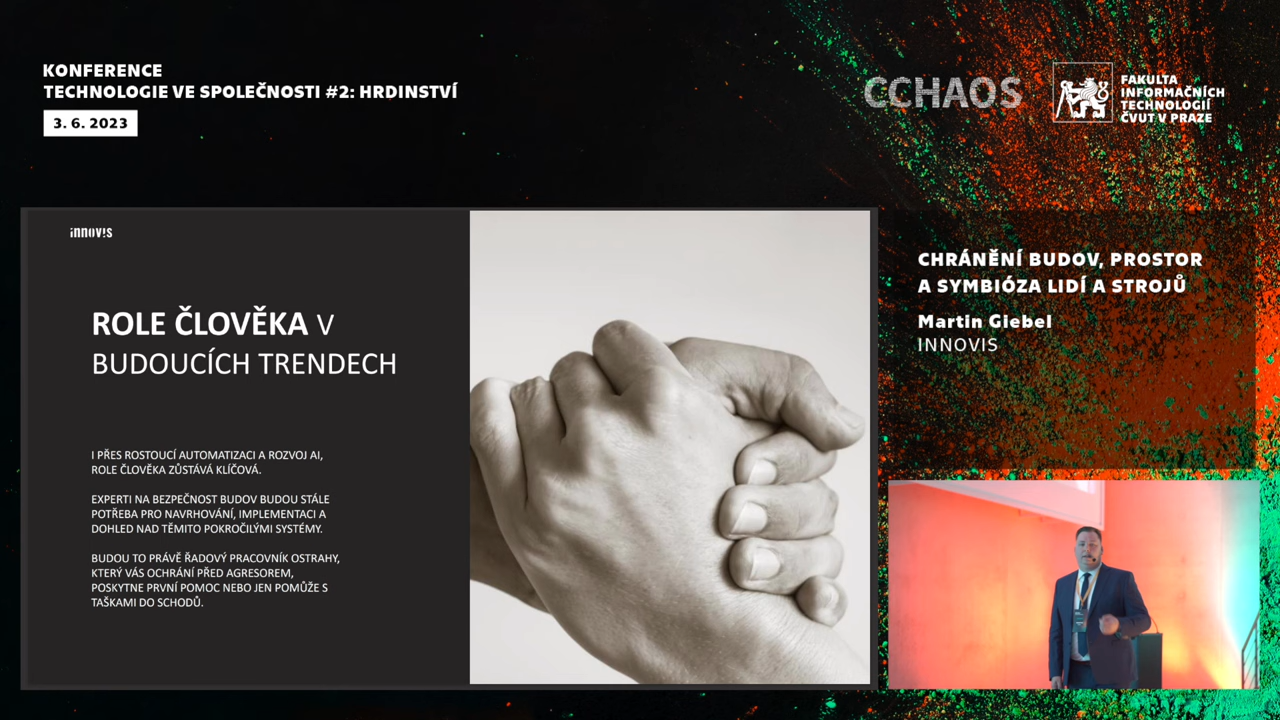 KONFERENCE
TECHNOLOGIE VE SPOLEČNOSTI #2: HRDINSTVÍ
3. 6. 2023
CCHAOS
FAKULTA
INFORMAČNÍCH
TECHNOLOGIÍ
ČVUT V PRAZE
innovis
ROLE ČLOVĚKA V
BUDOUCÍCH TRENDECH
I PŘES ROSTOUCÍ AUTOMATIZACI A ROZVOJ AI,
ROLE ČLOVĚKA ZŮSTÁVÁ KLÍČOVÁ.
EXPERTI NA BEZPEČNOST BUDOV BUDOU STÁLE
POTŘEBA PRO NAVRHOVÁNÍ, IMPLEMENTACI A
DOHLED NAD TĚMITO POKROČILÝMI SYSTÉMY.
BUDOU TO PRÁVĚ ŘADOVÝ PRACOVNÍK OSTRAHY,
KTERÝ VÁS OCHRÁNÍ PŘED AGRESOREM,
POSKYTNE PRVNÍ POMOC NEBO JEN POMŮŽE S
TAŠKAMI DO SCHODŮ.
CHRÁNĚNÍ BUDOV, PROSTOR
A SYMBIÓZA LIDÍ A STROJŮ
Martin Giebel
INNOVIS